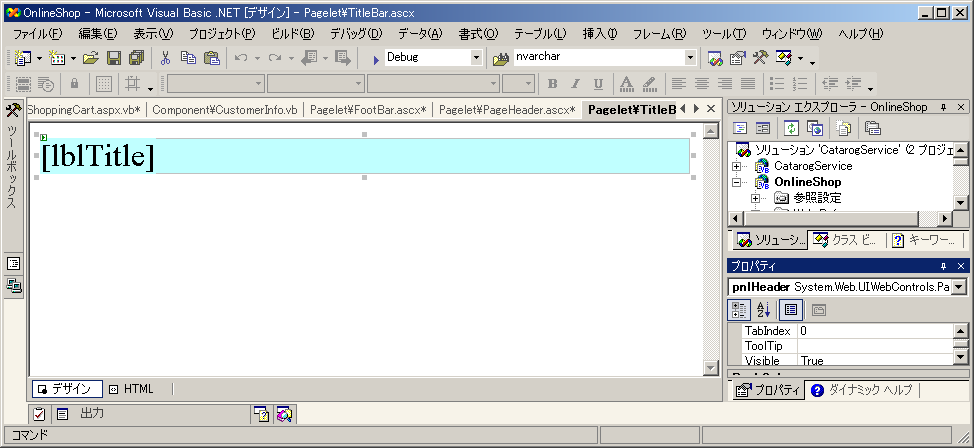 OnlineShop - Microsoft Visual Basic .NET [デザイン] - Pagelet¥TitleBar.ascx
ファイル(F) 編集(E) 表示(V) プロジェクト(P) ビルド(B) デバッグ(D) データ(A) 書式(O) テーブル(L) 挿入(I) フレーム(R) ツール(T) ウィンドウ(W) ヘルプ(H)
Debug nvarchar
B I U A
ShoppingCart.aspx.vb* Component¥CustomerInfo.vb Pagelet¥FootBar.ascx* Pagelet¥PageHeader.ascx* Pagelet¥TitleB
ツールボックス
[lblTitle]
デザイン HTML
出力
コマンド
ソリューション エクスプローラ - OnlineShop
ソリューション 'CatarogService' (2 プロジェ
CatarogService
OnlineShop
参照設定
ソリューシ... クラス ビ... キーワー...
プロパティ
pnlHeader System.Web.UI.WebControls.Pa
TabIndex 0
ToolTip
Visible True
プロパティ ダイナミック ヘルプ